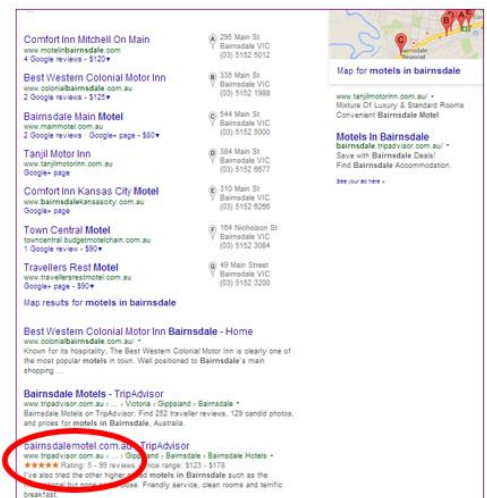 Comfort Inn Mitchell On Main
www.motelinbairnsdale.com
4 Google reviews - $120▾
A 295 Main St
Bairnsdale VIC
(03) 5152 5012
Best Western Colonial Motor Inn
www.colonialbairnsdale.com.au
2 Google reviews - $125▾
B 335 Main St
Bairnsdale VIC
(03) 5152 1988
Bairnsdale Main Motel
www.mainmotel.com.au
2 Google reviews · Google+ page - $80▾
C 544 Main St
Bairnsdale VIC
(03) 5152 5000
Tanjil Motor Inn
www.tanjilmotorinn.com.au
Google+ page
D 384 Main St
Bairnsdale VIC
(03) 5152 6677
Comfort Inn Kansas City Motel
www.bairnsdalekansascity.com.au
Google+ page
E 310 Main St
Bairnsdale VIC
(03) 5152 6266
Town Central Motel
towncentral.budgetmotelchain.com.au
1 Google review - $90▾
F 164 Nicholson St
Bairnsdale VIC
(03) 5152 3084
Travellers Rest Motel
www.travellersrestmotel.com.au
Google+ page - $90▾
G 49 Main Street
Bairnsdale VIC
(03) 5152 3200
Map results for motels in bairnsdale
Best Western Colonial Motor Inn Bairnsdale - Home
www.colonialbairnsdale.com.au/ ▾
Known for its hospitality, The Best Western Colonial Motor Inn is clearly one of
the most popular motels in town. Well positioned to Bairnsdale's main
shopping ...
Bairnsdale Motels - TripAdvisor
www.tripadvisor.com.au › ... › Victoria › Gippsland › Bairnsdale ▾
Bairnsdale Motels on TripAdvisor: Find 252 traveller reviews, 129 candid photos,
and prices for motels in Bairnsdale, Australia.
bairnsdalemotel.com.au - TripAdvisor
www.tripadvisor.com.au › ... › Gippsland › Bairnsdale › Bairnsdale Hotels ▾
★★★★★ Rating: 5 - 99 reviews - Price range: $123 - $178
I've also tried the other higher motels in Bairnsdale such as the
but close. Friendly service, clean rooms and terrific
breakfast.
A
B
C
E
Bairnsdale
Regional
Map for motels in bairnsdale
www.tanjilmotorinn.com.au/ ▾
Mixture Of Luxury & Standard Rooms
Convenient Bairnsdale Motel
Motels In Bairnsdale
bairnsdale.tripadvisor.com.au/ ▾
Save with Bairnsdale Deals!
Find Bairnsdale Accommodation.
See your ad here »